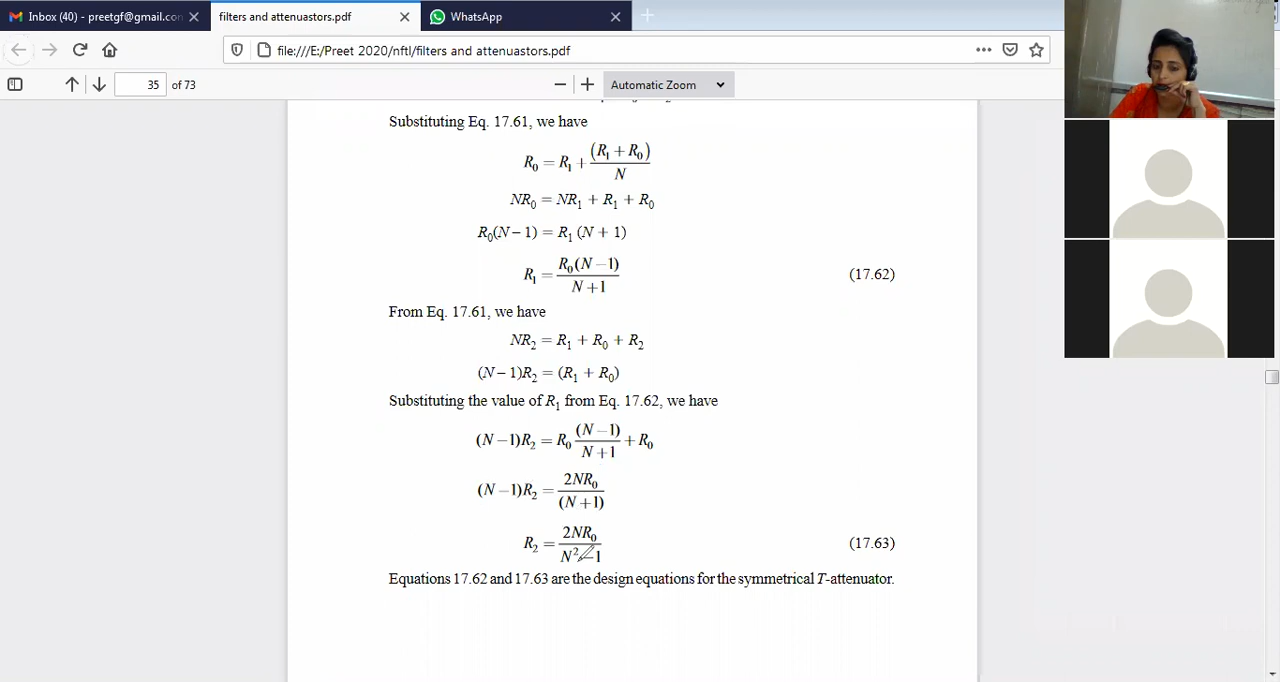 Inbox (40) - preetgf@gmail.con
filters and attenuastors.pdf
WhatsApp
file:///E:/Preet 2020/nftl/filters and attenuastors.pdf
35 of 73
Automatic Zoom
Substituting Eq. 17.61, we have
R₀ = R₁ + (R₁ + R₀)/N
NR₀ = NR₁ + R₁ + R₀
R₀(N – 1) = R₁ (N + 1)
R₁ = R₀(N – 1)/N + 1 (17.62)
From Eq. 17.61, we have
NR₂ = R₁ + R₀ + R₂
(N – 1)R₂ = (R₁ + R₀)
Substituting the value of R₁ from Eq. 17.62, we have
(N – 1)R₂ = R₀ (N – 1)/N + 1 + R₀
(N – 1)R₂ = 2NR₀/(N + 1)
R₂ = 2NR₀/N² – 1 (17.63)
Equations 17.62 and 17.63 are the design equations for the symmetrical T-attenuator.